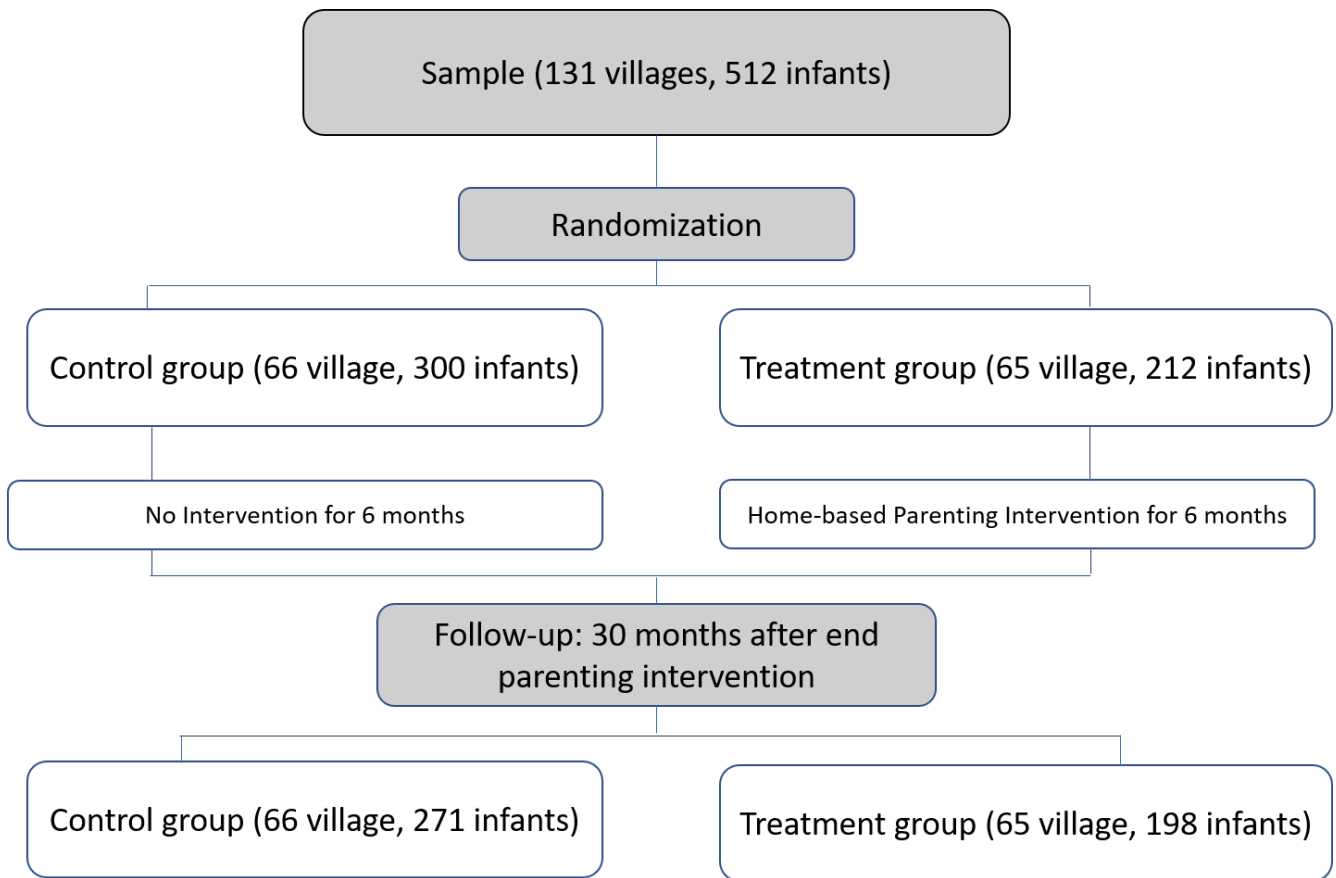 Sample (131 villages, 512 infants)
Randomization
Control group (66 village, 300 infants)
Treatment group (65 village, 212 infants)
No Intervention for 6 months
Home-based Parenting Intervention for 6 months
Follow-up: 30 months after end
parenting intervention
Control group (66 village, 271 infants)
Treatment group (65 village, 198 infants)